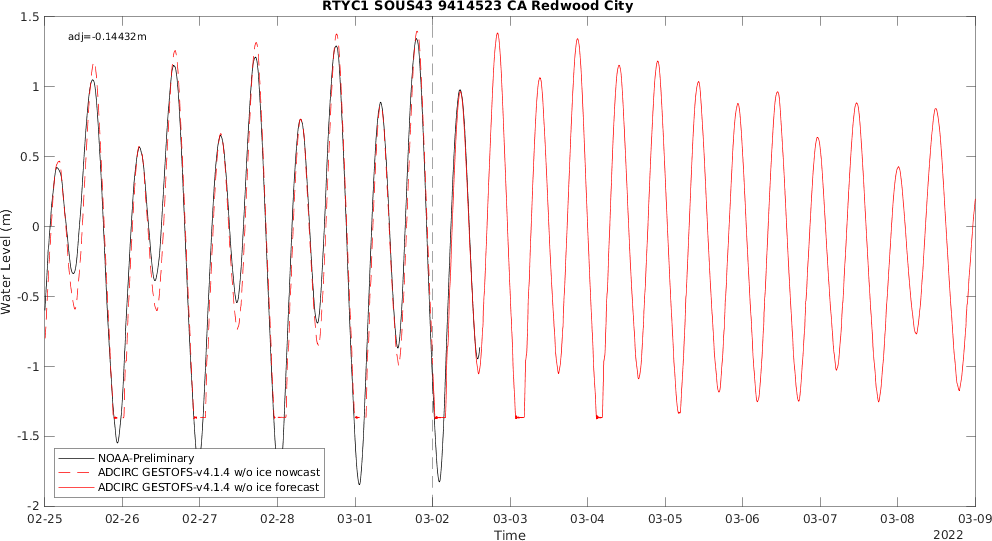 RTYC1 SOUS43 9414523 CA Redwood City
adj=-0.14432m
1.5
1
0.5
0
-0.5
-1
-1.5
-2
Water Level (m)
NOAA-Preliminary
ADCIRC GESTOFS-v4.1.4 w/o ice nowcast
ADCIRC GESTOFS-v4.1.4 w/o ice forecast
02-25 02-26 02-27 02-28 03-01 03-02 03-03 03-04 03-05 03-06 03-07 03-08 03-09
Time
2022